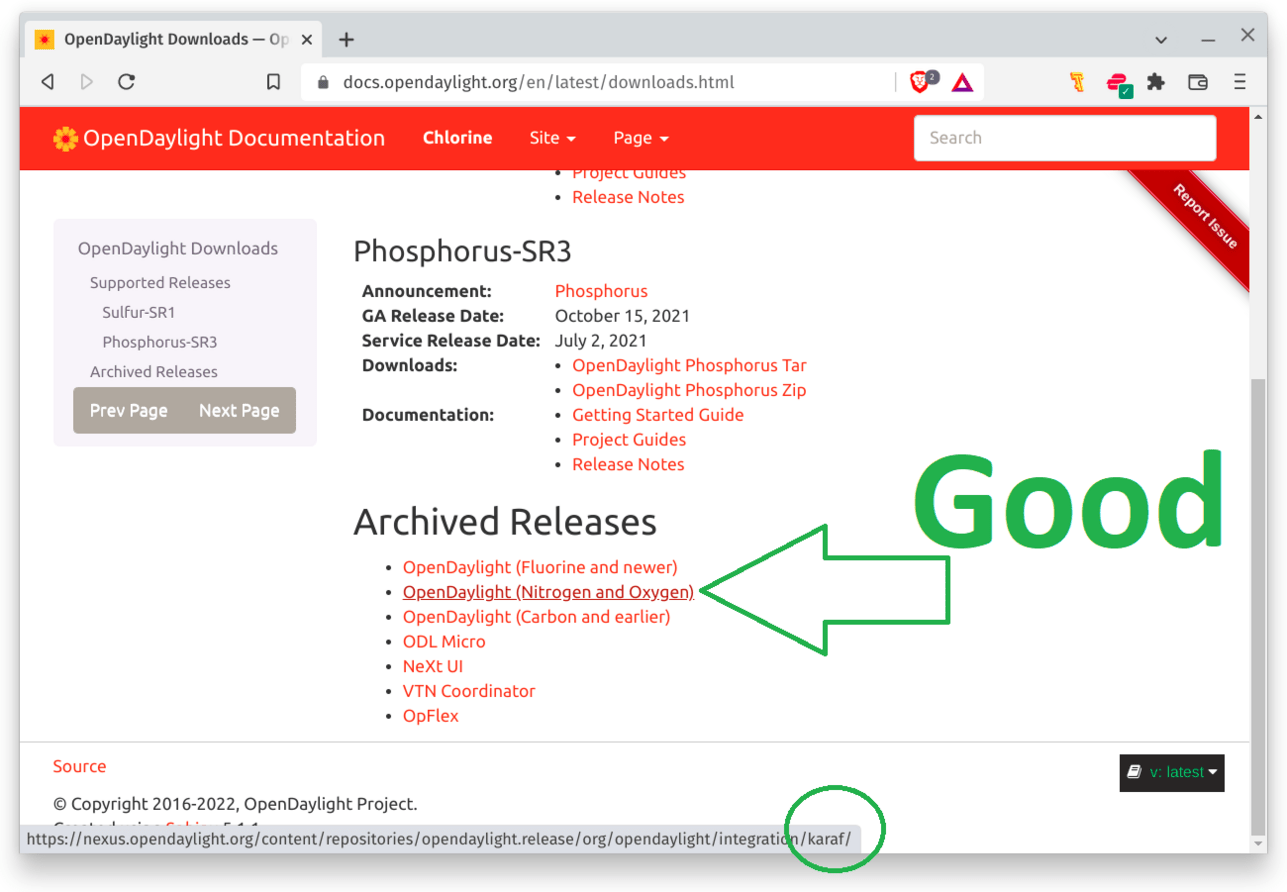 OpenDaylight Downloads — Op
docs.opendaylight.org/en/latest/downloads.html
2
OpenDaylight Documentation
Chlorine
Site
Page
Search
Report Issue
Project Guides
Release Notes
OpenDaylight Downloads
Supported Releases
Sulfur-SR1
Phosphorus-SR3
Archived Releases
Prev Page
Next Page
Phosphorus-SR3
Announcement: Phosphorus
GA Release Date: October 15, 2021
Service Release Date: July 2, 2021
Downloads: • OpenDaylight Phosphorus Tar
• OpenDaylight Phosphorus Zip
Documentation: • Getting Started Guide
• Project Guides
• Release Notes
Good
Archived Releases
• OpenDaylight (Fluorine and newer)
• OpenDaylight (Nitrogen and Oxygen)
• OpenDaylight (Carbon and earlier)
• ODL Micro
• NeXt UI
• VTN Coordinator
• OpFlex
Source
v: latest
© Copyright 2016-2022, OpenDaylight Project.
https://nexus.opendaylight.org/content/repositories/opendaylight.release/org/opendaylight/integration/karaf/